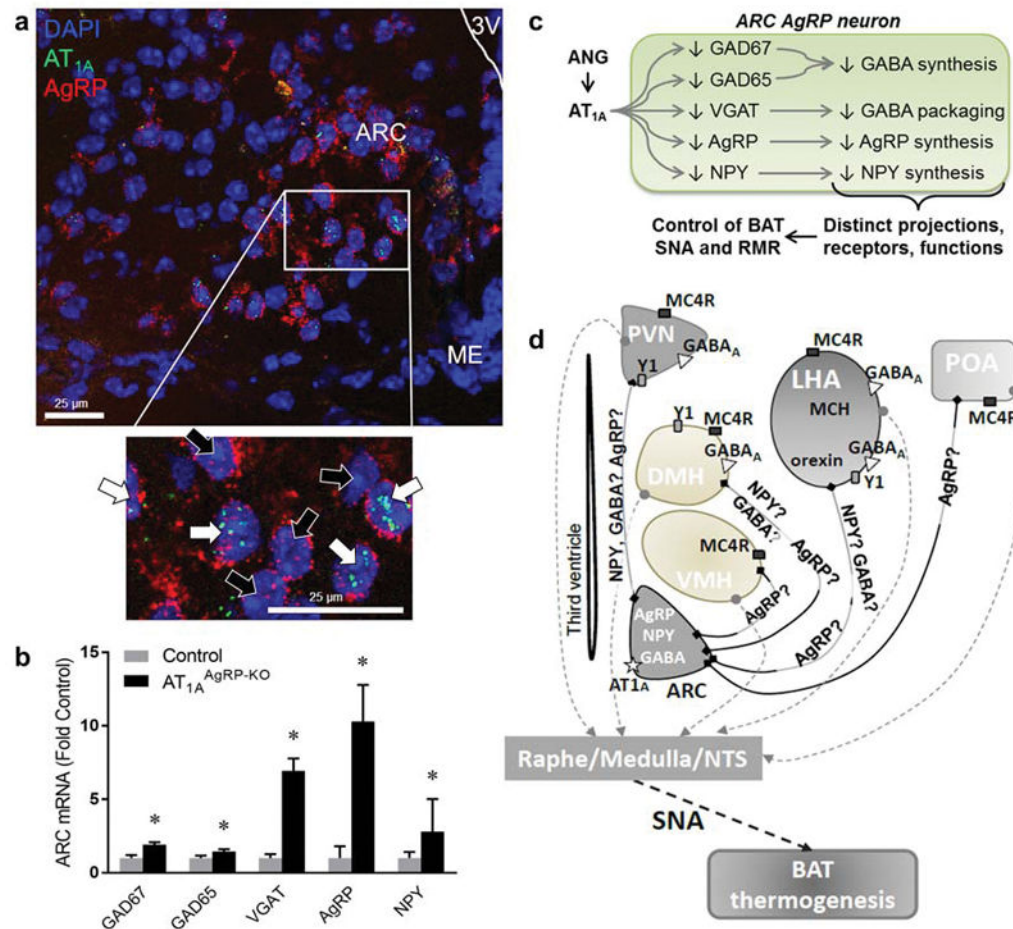 a
DAPI
AT1A
AgRP
3V
ARC
ME
25 µm
25 µm
b
Control
AT1A AgRP-KO
ARC mRNA (Fold Control)
15
10
5
0
*
*
*
*
*
GAD67
GAD65
VGAT
AgRP
NPY
c
ARC AgRP neuron
ANG
AT1A
↓ GAD67
↓ GAD65
↓ VGAT
↓ AgRP
↓ NPY
↓ GABA synthesis
↓ GABA packaging
↓ AgRP synthesis
↓ NPY synthesis
Control of BAT
SNA and RMR
Distinct projections,
receptors, functions
d
MC4R
PVN
GABAA
Y1
MC4R
LHA
GABAA
MCH
orexin
GABAA
Y1
POA
MC4R
Y1
MC4R
GABAA
DMH
MC4R
VMH
Third ventricle
NPY, GABA? AgRP?
NPY?
GABA?
AgRP?
AgRP?
NPY? GABA?
AgRP?
AgRP?
AgRP
NPY
GABA
AT1A
ARC
Raphe/Medulla/NTS
SNA
BAT
thermogenesis